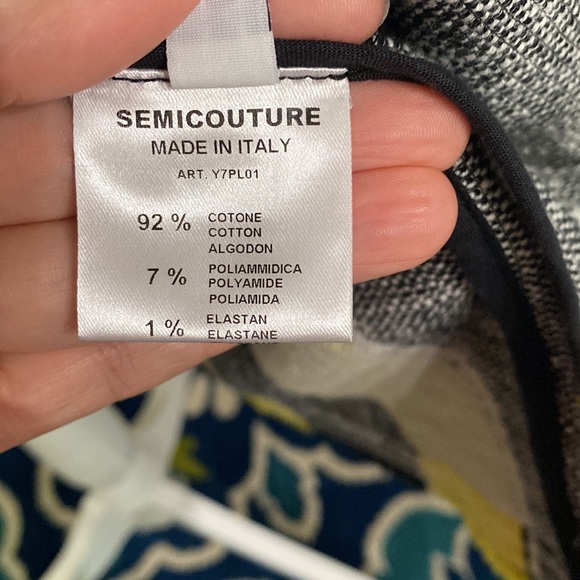 SEMICOUTURE
MADE IN ITALY
ART. Y7PL01
92 % COTONE
COTTON
ALGODON
7 % POLIAMMIDICA
POLYAMIDE
POLIAMIDA
1 % ELASTAN
ELASTANE